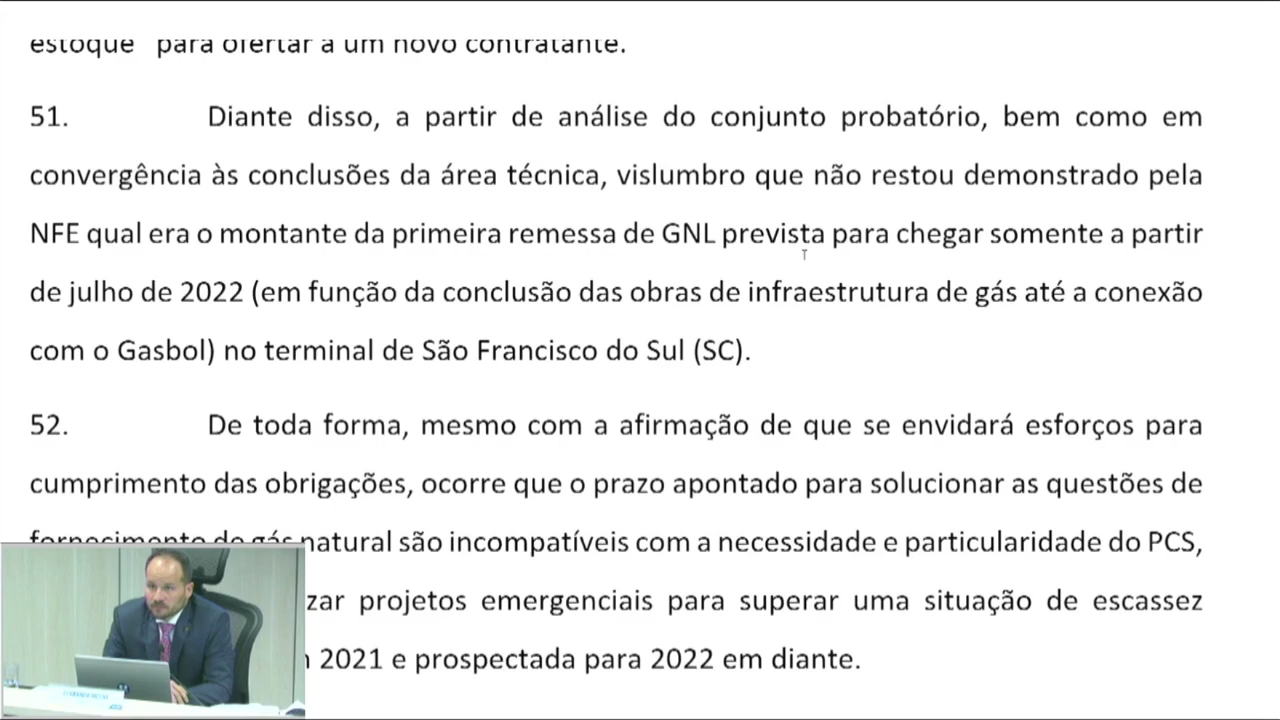 estoque para ofertar a um novo contratante.
51. Diante disso, a partir de análise do conjunto probatório, bem como em
convergência às conclusões da área técnica, vislumbro que não restou demonstrado pela
NFE qual era o montante da primeira remessa de GNL prevista para chegar somente a partir
de julho de 2022 (em função da conclusão das obras de infraestrutura de gás até a conexão
com o Gasbol) no terminal de São Francisco do Sul (SC).
52. De toda forma, mesmo com a afirmação de que se envidará esforços para
cumprimento das obrigações, ocorre que o prazo apontado para solucionar as questões de
fornecimento de gás natural são incompatíveis com a necessidade e particularidade do PCS,
zar projetos emergenciais para superar uma situação de escassez
2021 e prospectada para 2022 em diante.